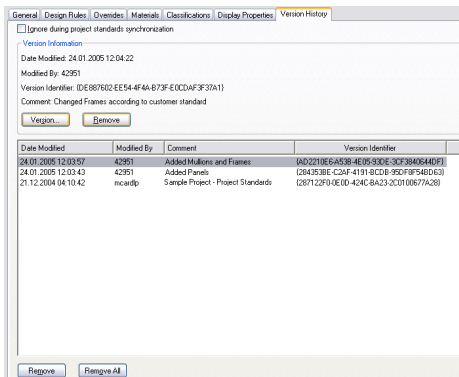 General Design Rules Overrides Materials Classifications Display Properties Version History
Ignore during project standards synchronization
Version Information
Date Modified: 24.01.2005 12:04:22
Modified By: 42951
Version Identifier: {DE887602-EE54-4F4A-B73F-E0CDAF3F37A1}
Comment: Changed Frames according to customer standard
Version... Remove
Date Modified Modified By Comment Version Identifier
24.01.2005 12:03:57 42951 Added Mullions and Frames {AD2210E6-A53B-4E05-93DE-3CF3840644DF}
24.01.2005 12:03:43 42951 Added Panels {284353BE-C2AF-4191-BCDB-95DF8F54BD63}
21.12.2004 04:10:42 mcardlp Sample Project - Project Standards {287122F0-0E0D-424C-BA23-2C0100677A28}
Remove Remove All